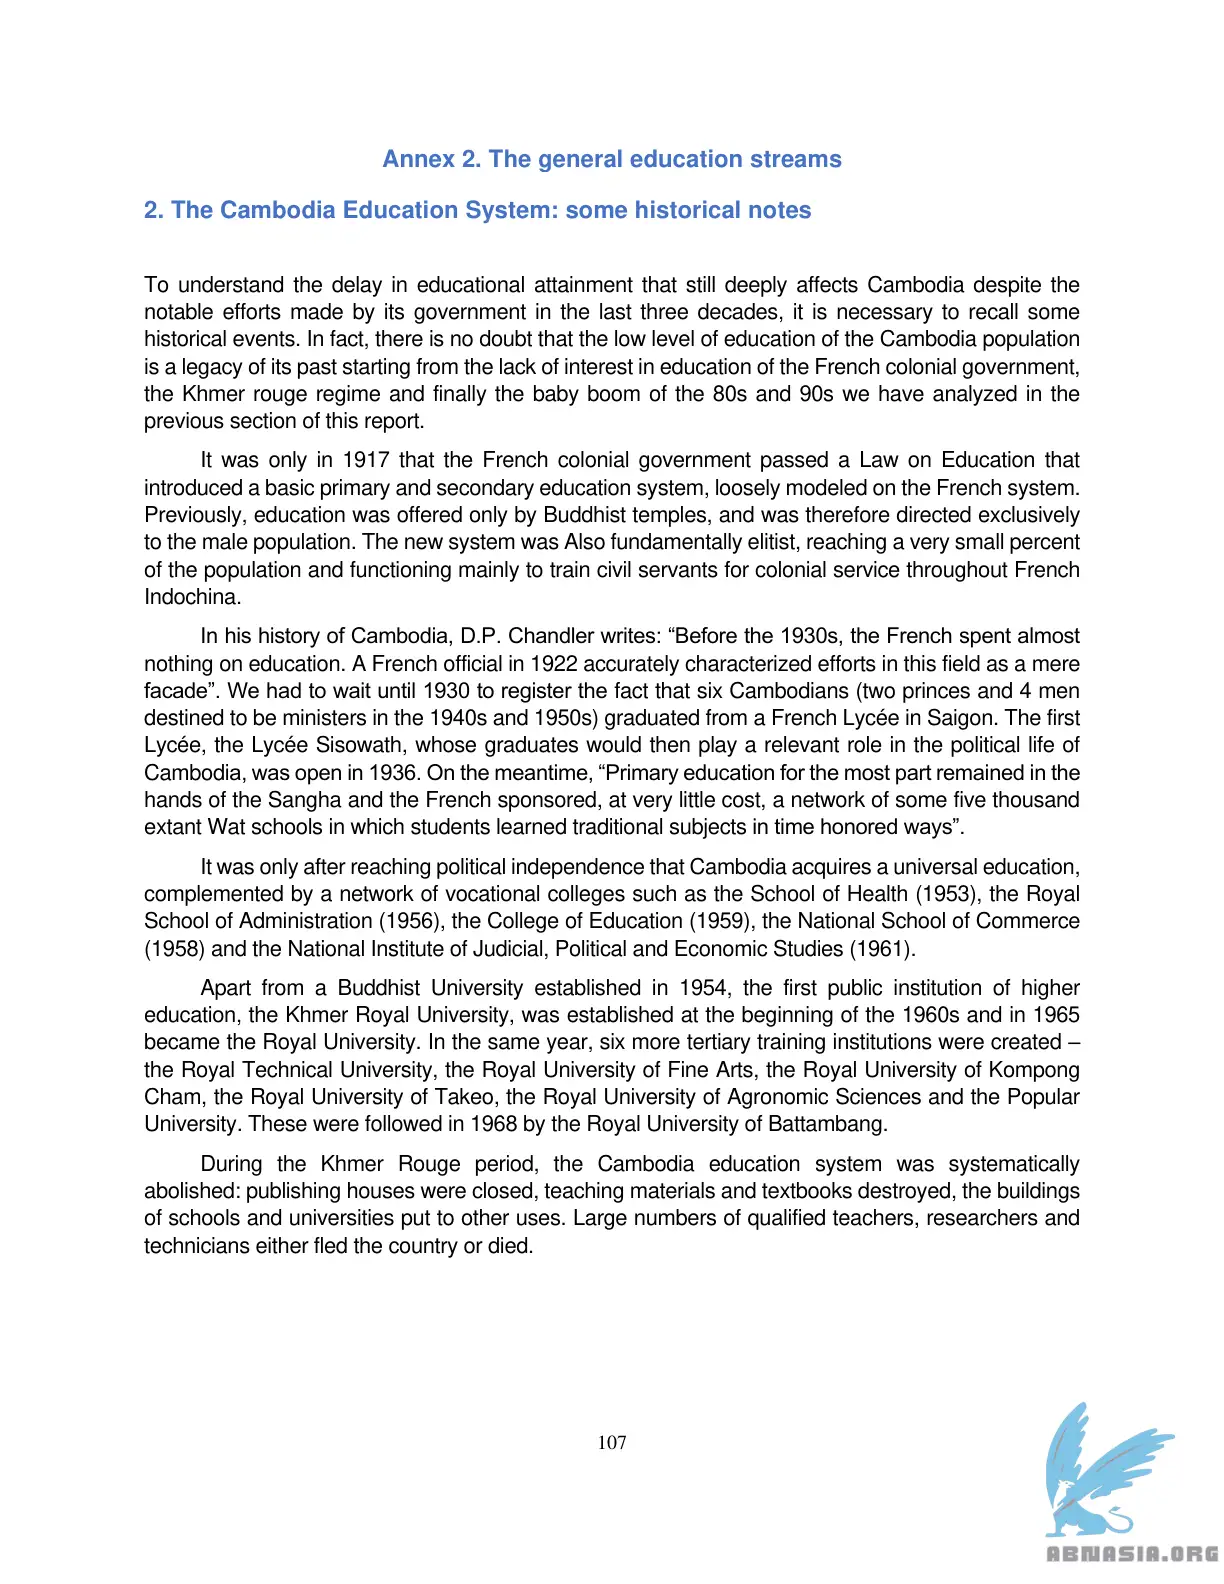 Annex 2. The general education streams
2. The Cambodia Education System: some historical notes
To understand the delay in educational attainment that still deeply affects Cambodia despite the
notable efforts made by its government in the last three decades, it is necessary to recall some
historical events. In fact, there is no doubt that the low level of education of the Cambodia population
is a legacy of its past starting from the lack of interest in education of the French colonial government,
the Khmer rouge regime and finally the baby boom of the 80s and 90s we have analyzed in the
previous section of this report.
It was only in 1917 that the French colonial government passed a Law on Education that
introduced a basic primary and secondary education system, loosely modeled on the French system.
Previously, education was offered only by Buddhist temples, and was therefore directed exclusively
to the male population. The new system was Also fundamentally elitist, reaching a very small percent
of the population and functioning mainly to train civil servants for colonial service throughout French
Indochina.
In his history of Cambodia, D.P. Chandler writes: “Before the 1930s, the French spent almost
nothing on education. A French official in 1922 accurately characterized efforts in this field as a mere
facade”. We had to wait until 1930 to register the fact that six Cambodians (two princes and 4 men
destined to be ministers in the 1940s and 1950s) graduated from a French Lycée in Saigon. The first
Lycée, the Lycée Sisowath, whose graduates would then play a relevant role in the political life of
Cambodia, was open in 1936. On the meantime, “Primary education for the most part remained in the
hands of the Sangha and the French sponsored, at very little cost, a network of some five thousand
extant Wat schools in which students learned traditional subjects in time honored ways”.
It was only after reaching political independence that Cambodia acquires a universal education,
complemented by a network of vocational colleges such as the School of Health (1953), the Royal
School of Administration (1956), the College of Education (1959), the National School of Commerce
(1958) and the National Institute of Judicial, Political and Economic Studies (1961).
Apart from a Buddhist University established in 1954, the first public institution of higher
education, the Khmer Royal University, was established at the beginning of the 1960s and in 1965
became the Royal University. In the same year, six more tertiary training institutions were created –
the Royal Technical University, the Royal University of Fine Arts, the Royal University of Kompong
Cham, the Royal University of Takeo, the Royal University of Agronomic Sciences and the Popular
University. These were followed in 1968 by the Royal University of Battambang.
During the Khmer Rouge period, the Cambodia education system was systematically
abolished: publishing houses were closed, teaching materials and textbooks destroyed, the buildings
of schools and universities put to other uses. Large numbers of qualified teachers, researchers and
technicians either fled the country or died.
107
ABNASIA.ORG